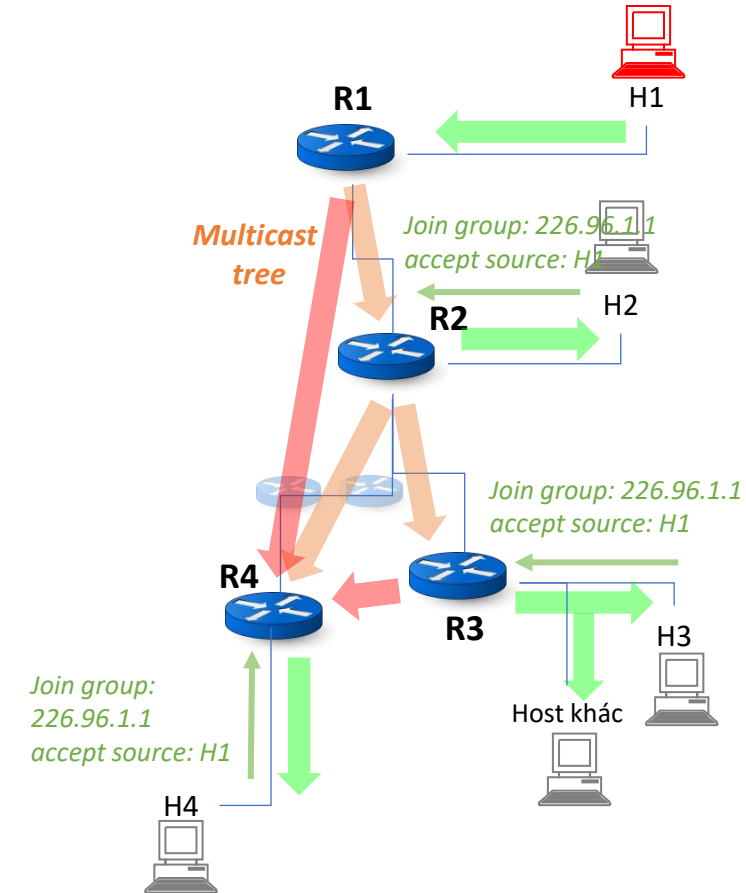 R1
H1
Multicast
tree
Join group: 226.96.1.1
accept source: H1
R2
H2
Join group: 226.96.1.1
accept source: H1
R4
R3
H3
Join group:
226.96.1.1
accept source: H1
Host khác
H4